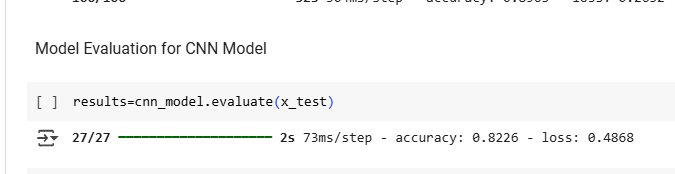 Model Evaluation for CNN Model
[ ] results=cnn_model.evaluate(x_test)
27/27 2s 73ms/step - accuracy: 0.8226 - loss: 0.4868